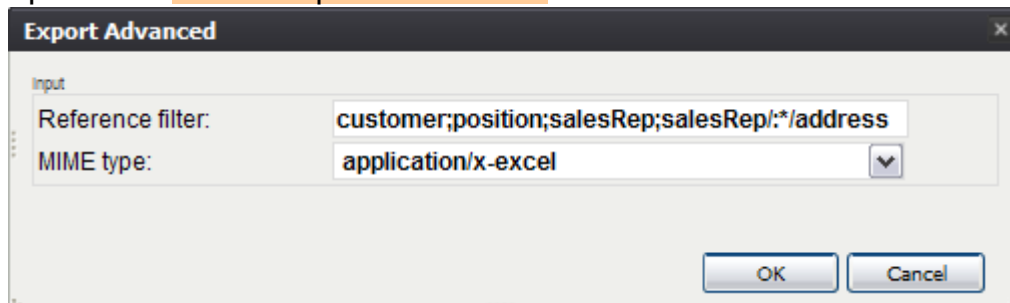 Export Advanced
Input
Reference filter: customer;position;salesRep;salesRep/:*/address
MIME type: application/x-excel
OK Cancel